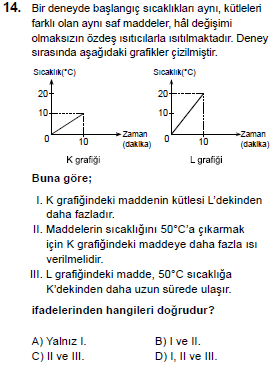 14. Bir deneyde başlangıç sıcaklıkları aynı, kütleleri
farklı olan aynı saf maddeler, hâl değişimi
olmaksızın özdeş ısıtıcılarla ısıtılmaktadır. Deney
sırasında aşağıdaki grafikler çizilmiştir.
Sıcaklık(°C) Sıcaklık(°C)
20 20
10 10
0 10 Zaman (dakika) 0 10 Zaman (dakika)
K grafiği L grafiği
Buna göre;
I. K grafiğindeki maddenin kütlesi L'dekinden
daha fazladır.
II. Maddelerin sıcaklığını 50°C'a çıkarmak
için K grafiğindeki maddeye daha fazla ısı
verilmelidir.
III. L grafiğindeki madde, 50°C sıcaklığa
K'dekinden daha uzun sürede ulaşır.
ifadelerinden hangileri doğrudur?
A) Yalnız I. B) I ve II.
C) II ve III. D) I, II ve III.